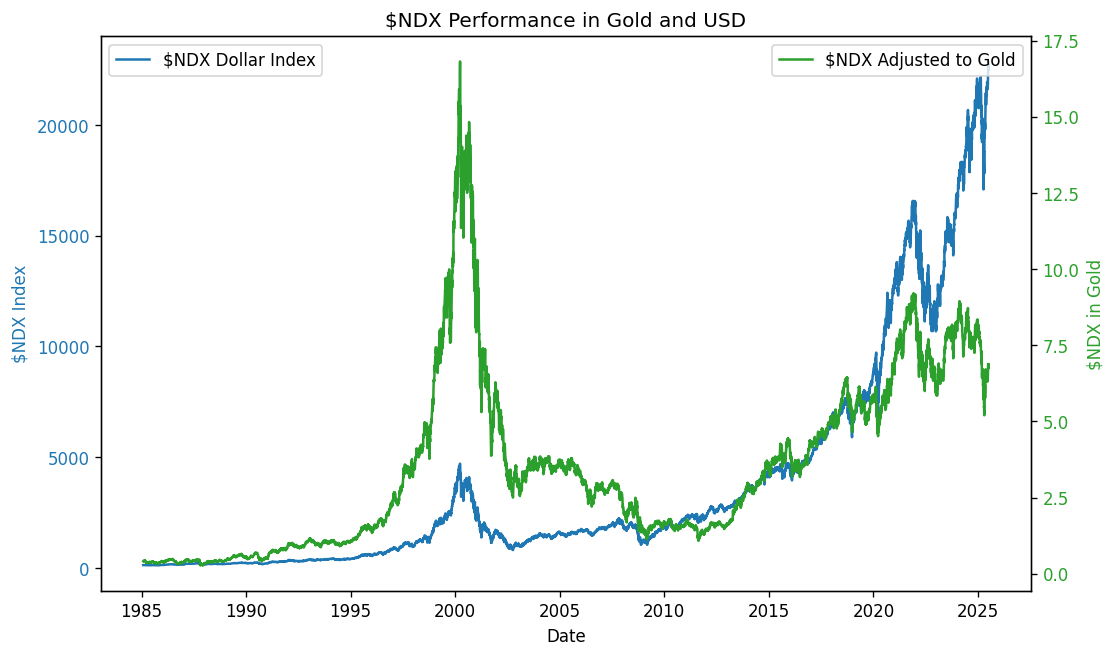 $NDX Performance in Gold and USD
$NDX Dollar Index
$NDX Adjusted to Gold
$NDX Index
20000
15000
10000
5000
0
17.5
15.0
12.5
10.0
7.5
5.0
2.5
0.0
$NDX in Gold
1985 1990 1995 2000 2005 2010 2015 2020 2025
Date